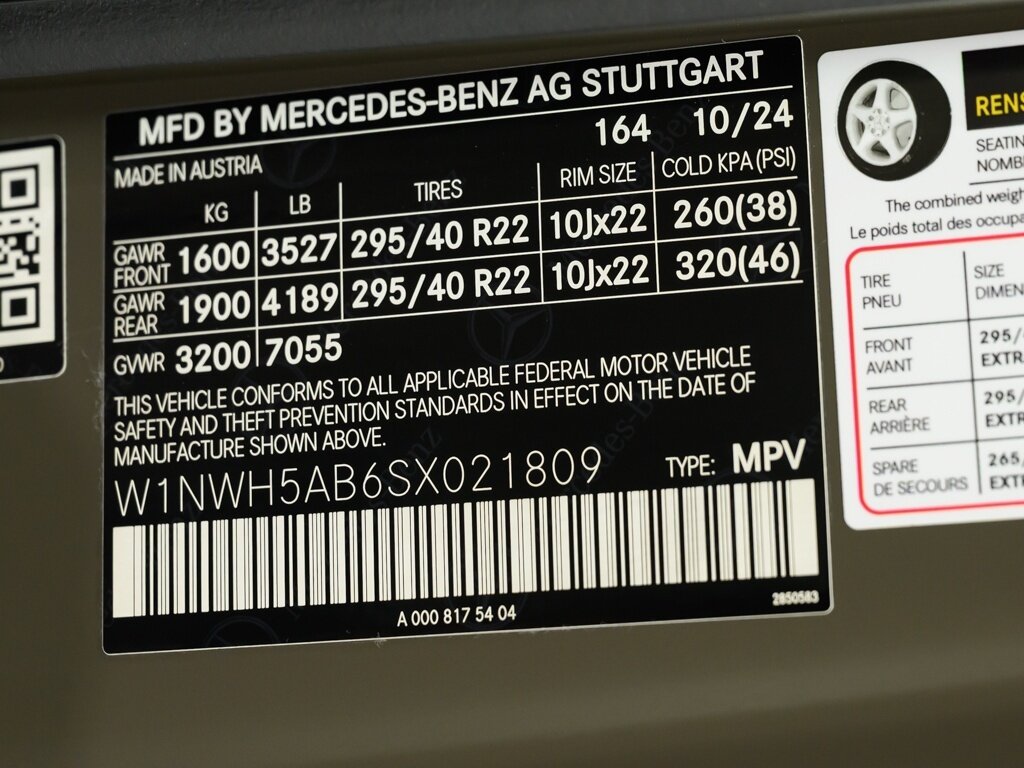 MFD BY MERCEDES-BENZ AG STUTTGART
164 10/24
MADE IN AUSTRIA
KG LB TIRES RIM SIZE COLD KPA (PSI)
GAWR FRONT 1600 3527 295/40 R22 10Jx22 260(38)
GAWR REAR 1900 4189 295/40 R22 10Jx22 320(46)
GVWR 3200 7055
THIS VEHICLE CONFORMS TO ALL APPLICABLE FEDERAL MOTOR VEHICLE
SAFETY AND THEFT PREVENTION STANDARDS IN EFFECT ON THE DATE OF
MANUFACTURE SHOWN ABOVE.
W1NWH5AB6SX021809 TYPE: MPV
A 000 817 54 04
2850583
RENS
SEATIN
NOMB
The combined weigh
Le poids total des occupa
TIRE
PNEU
SIZE
DIMEN
FRONT
AVANT
295/
EXTR
REAR
ARRIÈRE
295/
EXTR
SPARE
DE SECOURS
265/
EXTR